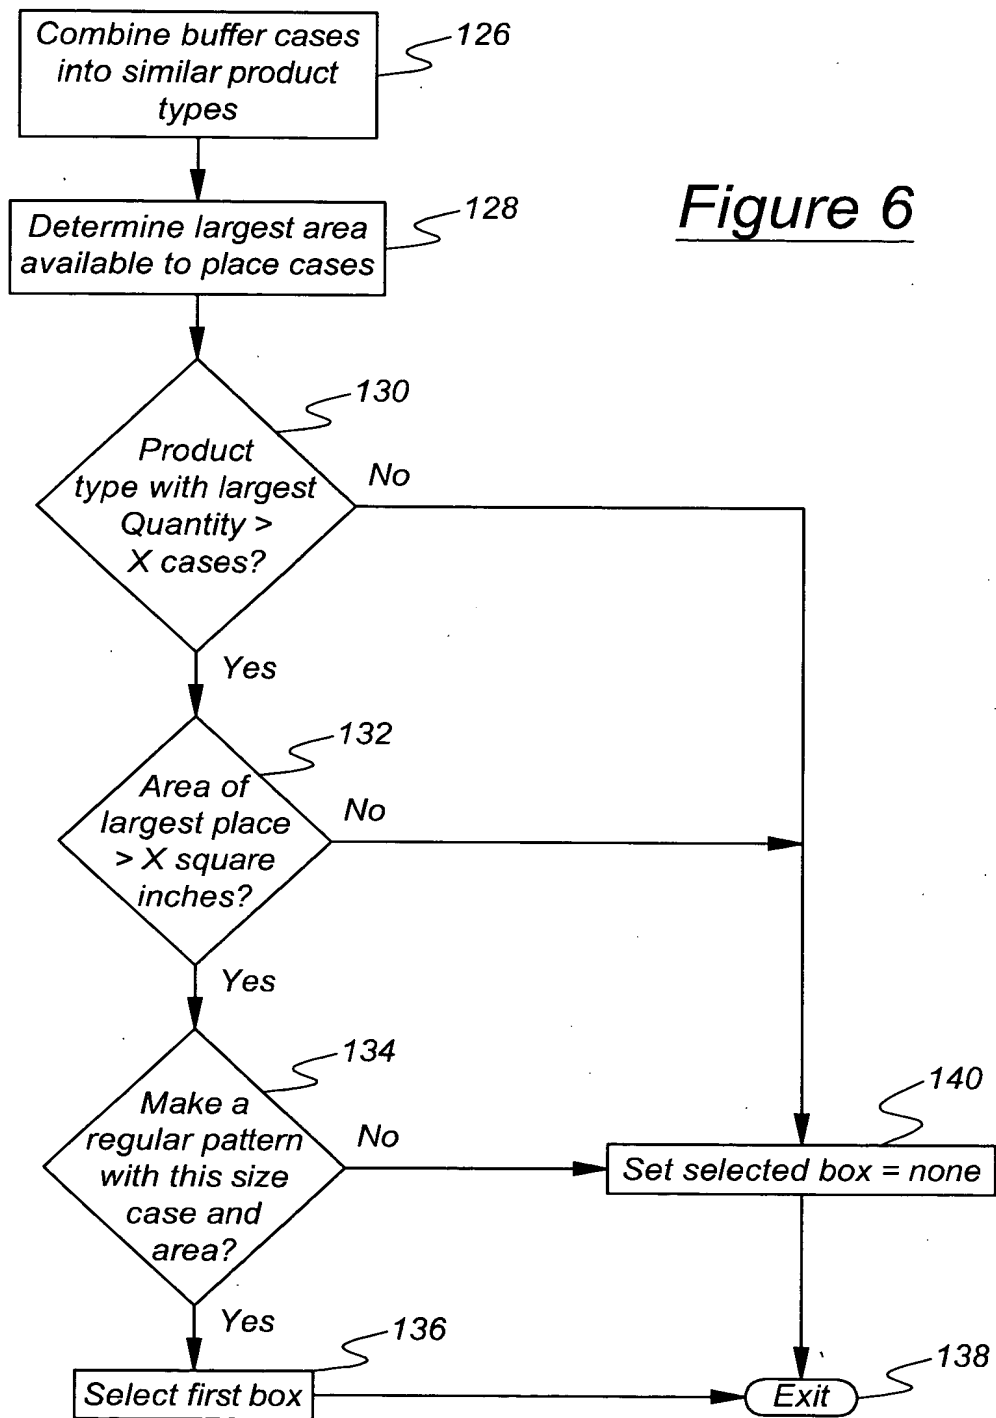 Combine buffer cases
into similar product
types
126
Determine largest area
available to place cases
128
Figure 6
Product
type with largest
Quantity >
X cases?
130
No
Yes
Area of
largest place
> X square
inches?
132
No
Yes
Make a
regular pattern
with this size
case and
area?
134
No
Yes
Set selected box = none
140
Select first box
136
Exit
138